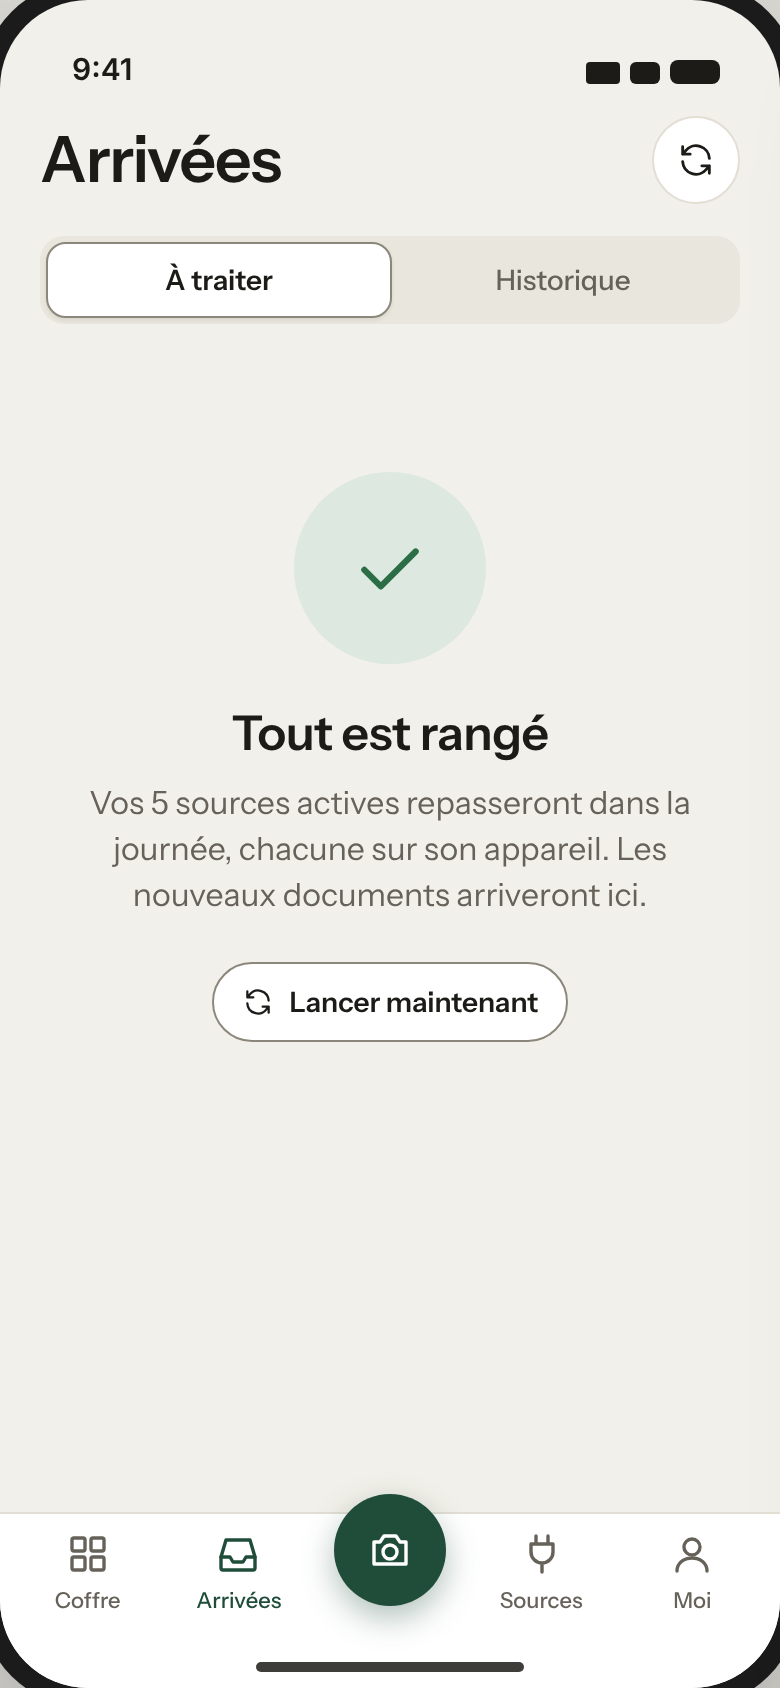 9:41
Arrivées
À traiter
Historique
Tout est rangé
Vos 5 sources actives repasseront dans la
journée, chacune sur son appareil. Les
nouveaux documents arriveront ici.
Lancer maintenant
Coffre
Arrivées
Sources
Moi